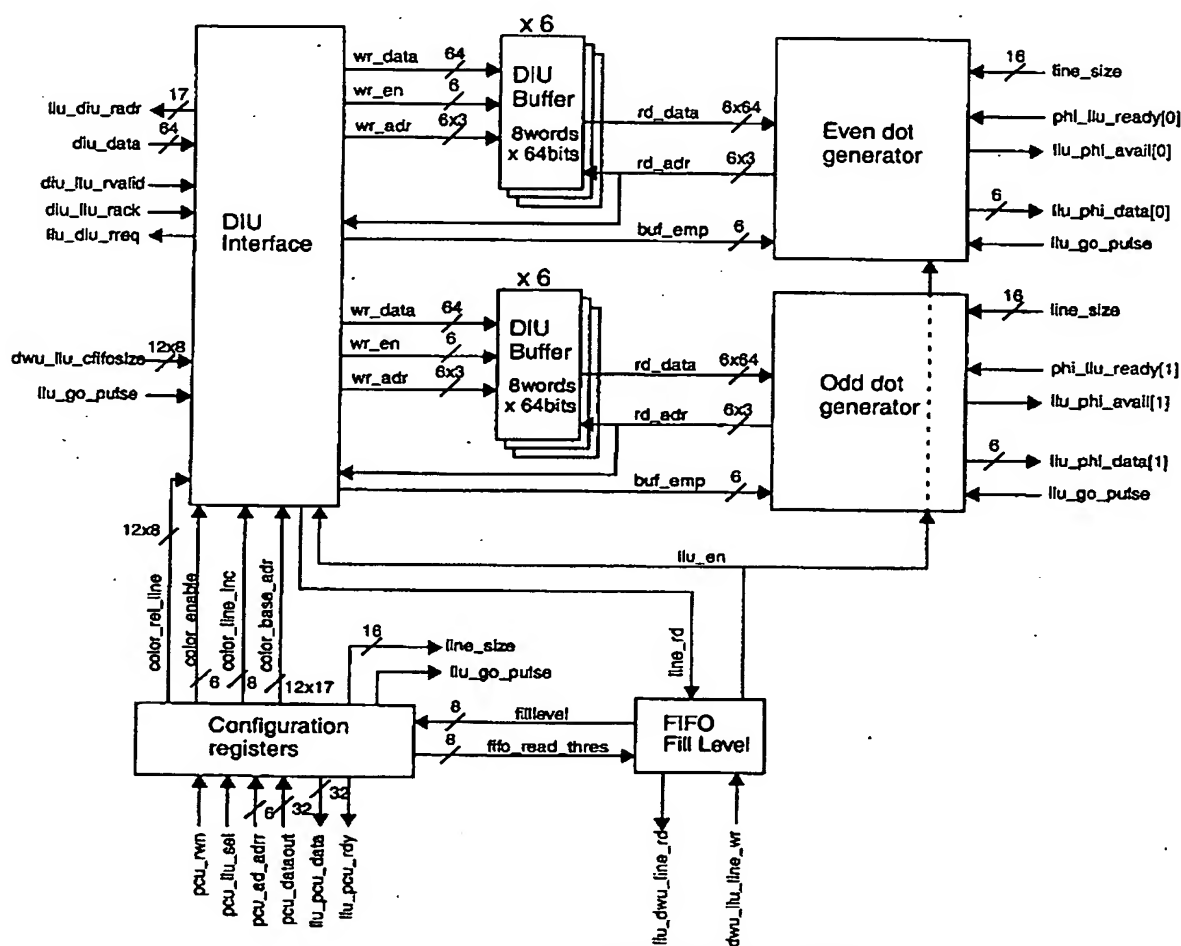 x 6
wr_data 64
wr_en 6
wr_adr 6x3
DIU
Buffer
8words
x 64bits
rd_data 6x64
rd_adr 6x3
buf_emp 6
Even dot
generator
16 line_size
phi_llu_ready[0]
llu_phi_avail[0]
6 llu_phi_data[0]
llu_go_pulse
llu_diu_radr 17
diu_data 64
diu_llu_rvalid
diu_llu_rack
llu_diu_rreq
DIU
Interface
dwu_llu_cfifosize 12x8
llu_go_pulse
x 6
wr_data 64
wr_en 6
wr_adr 6x3
DIU
Buffer
8words
x 64bits
rd_data 6x64
rd_adr 6x3
buf_emp 6
Odd dot
generator
16 line_size
phi_llu_ready[1]
llu_phi_avail[1]
6 llu_phi_data[1]
llu_go_pulse
12x8
color_rel_line
color_enable
6
color_line_inc
8
color_base_adr
12x17
llu_en
line_rd
16 line_size
llu_go_pulse
Configuration
registers
8 filllevel
8 fifo_read_thres
FIFO
Fill Level
pcu_rwn
pcu_llu_sel
pcu_ad_adrr
6
pcu_dataout
32
llu_pcu_data
32
llu_pcu_rdy
llu_dwu_line_rd
dwu_llu_line_wr